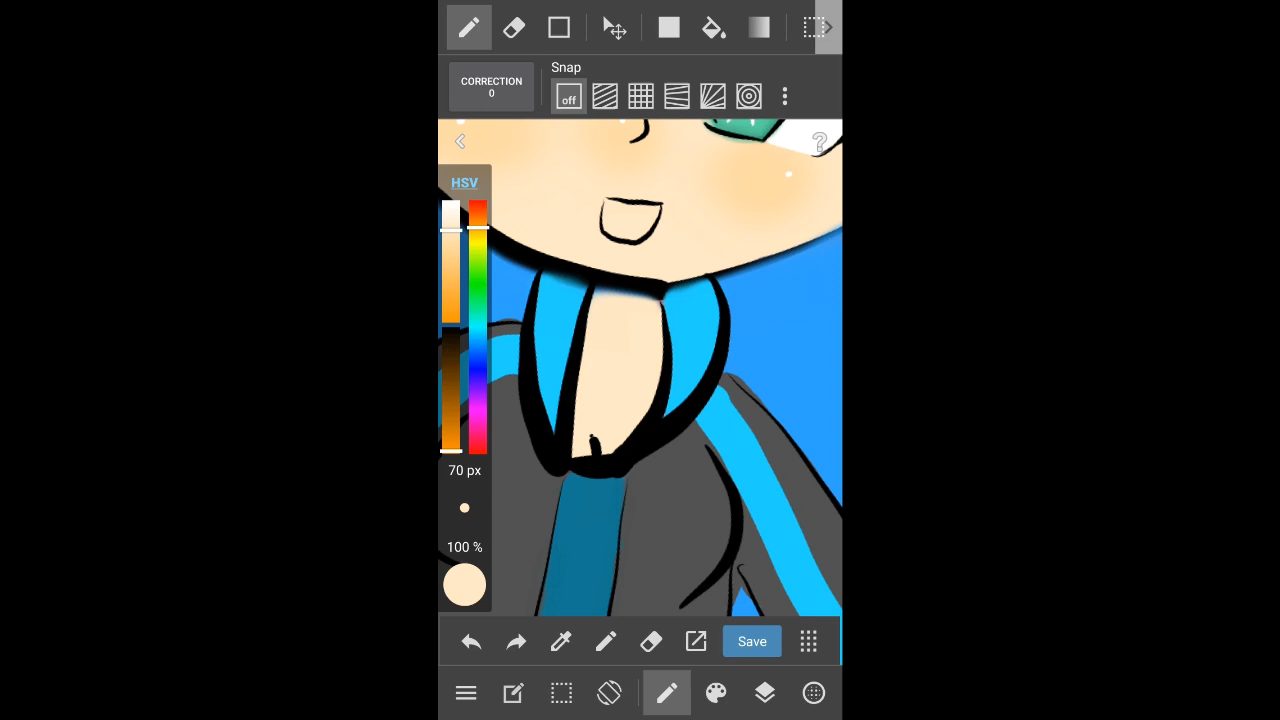 Snap
CORRECTION
0
off
?
HSV
70 px
100 %
Save